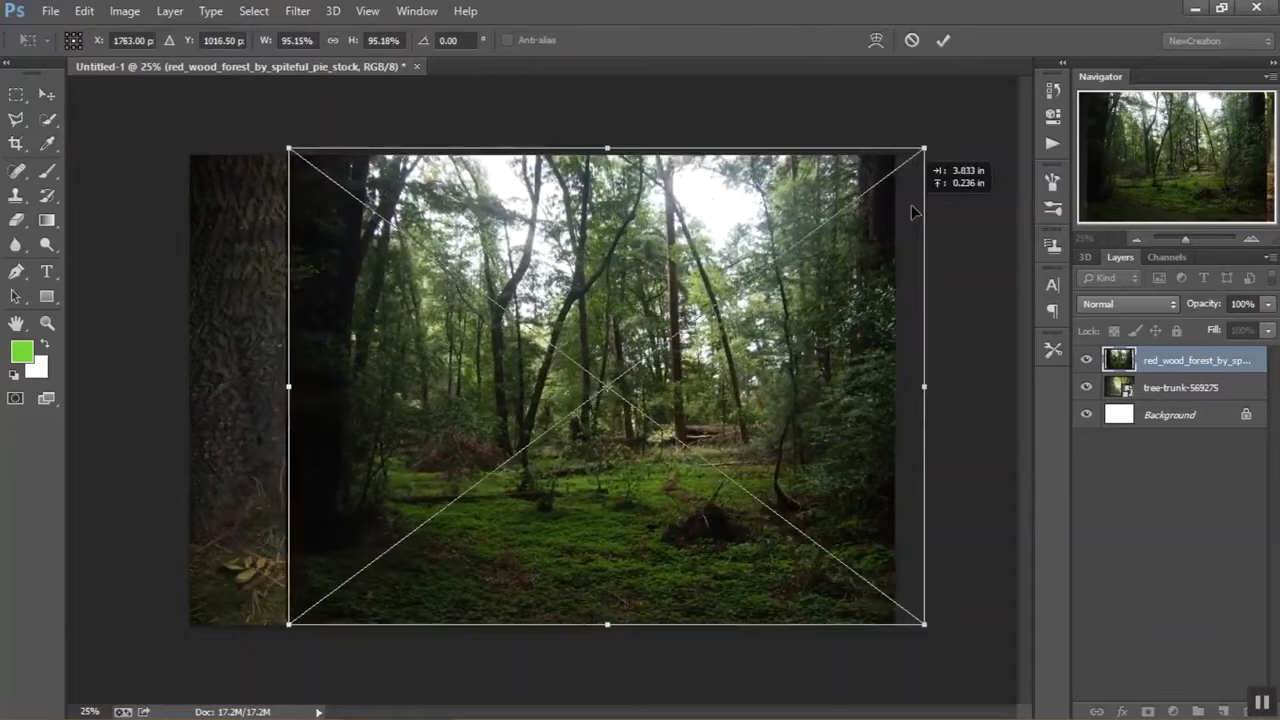 Ps File Edit Image Layer Type Select Filter 3D View Window Help
X: 1763.00 p Y: 1016.50 p W: 95.15% H: 95.18% 0.00 ° Anti-alias NewCreation
Untitled-1 @ 25% (red_wood_forest_by_spiteful_pie_stock, RGB/8) * ×
Navigator
3.833 in
0.236 in
25%
3D Layers Channels
Kind T
Normal Opacity: 100%
Lock: Fill: 100%
red_wood_forest_by_sp...
tree-trunk-569275
Background
25% Doc: 17.2M/17.2M
fx